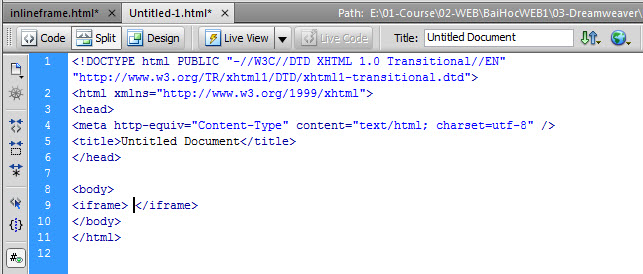 inlineframe.html* × Untitled-1.html* × Path: E:\01-Course\02-WEB\BaiHocWEB1\03-Dreamweaver\
Code Split Design Live View Live Code Title: Untitled Document
1 <!DOCTYPE html PUBLIC "-//W3C//DTD XHTML 1.0 Transitional//EN"
"http://www.w3.org/TR/xhtml1/DTD/xhtml1-transitional.dtd">
2 <html xmlns="http://www.w3.org/1999/xhtml">
3 <head>
4 <meta http-equiv="Content-Type" content="text/html; charset=utf-8" />
5 <title>Untitled Document</title>
6 </head>
7
8 <body>
9 <iframe> </iframe>
10 </body>
11 </html>
12